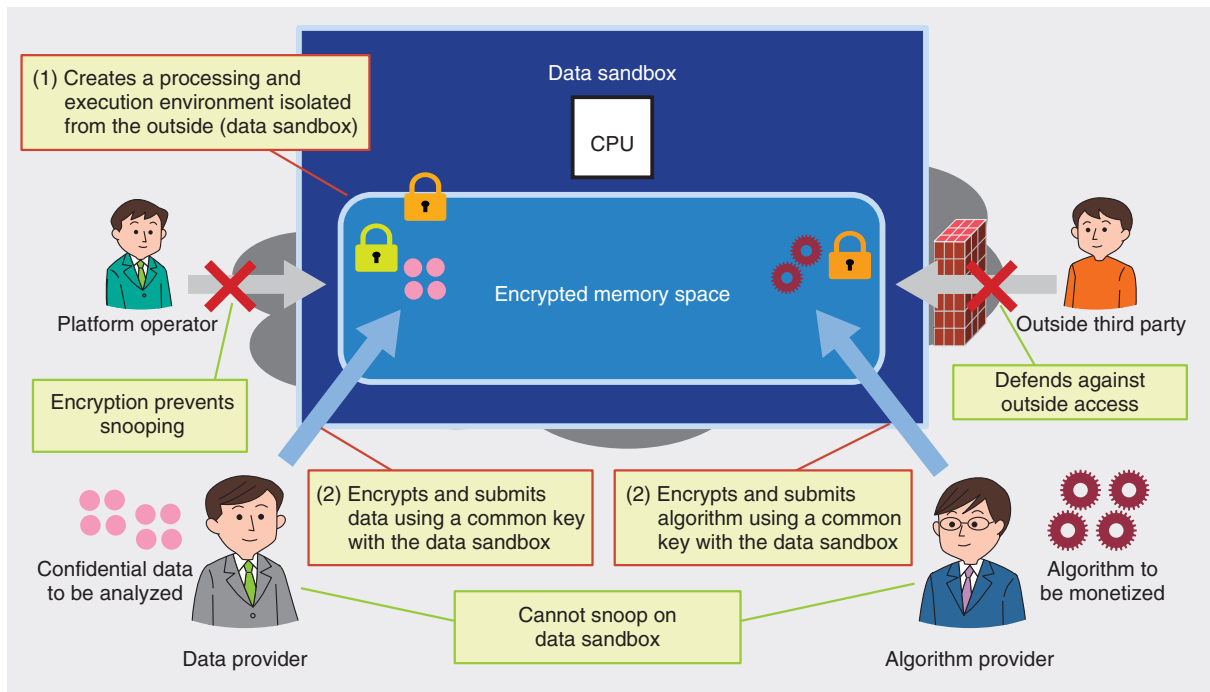 (1) Creates a processing and
execution environment isolated
from the outside (data sandbox)
Data sandbox
CPU
Encrypted memory space
Platform operator
Outside third party
Encryption prevents
snooping
Defends against
outside access
(2) Encrypts and submits
data using a common key
with the data sandbox
(2) Encrypts and submits
algorithm using a common
key with the data sandbox
Confidential data
to be analyzed
Algorithm to
be monetized
Cannot snoop on
data sandbox
Data provider
Algorithm provider